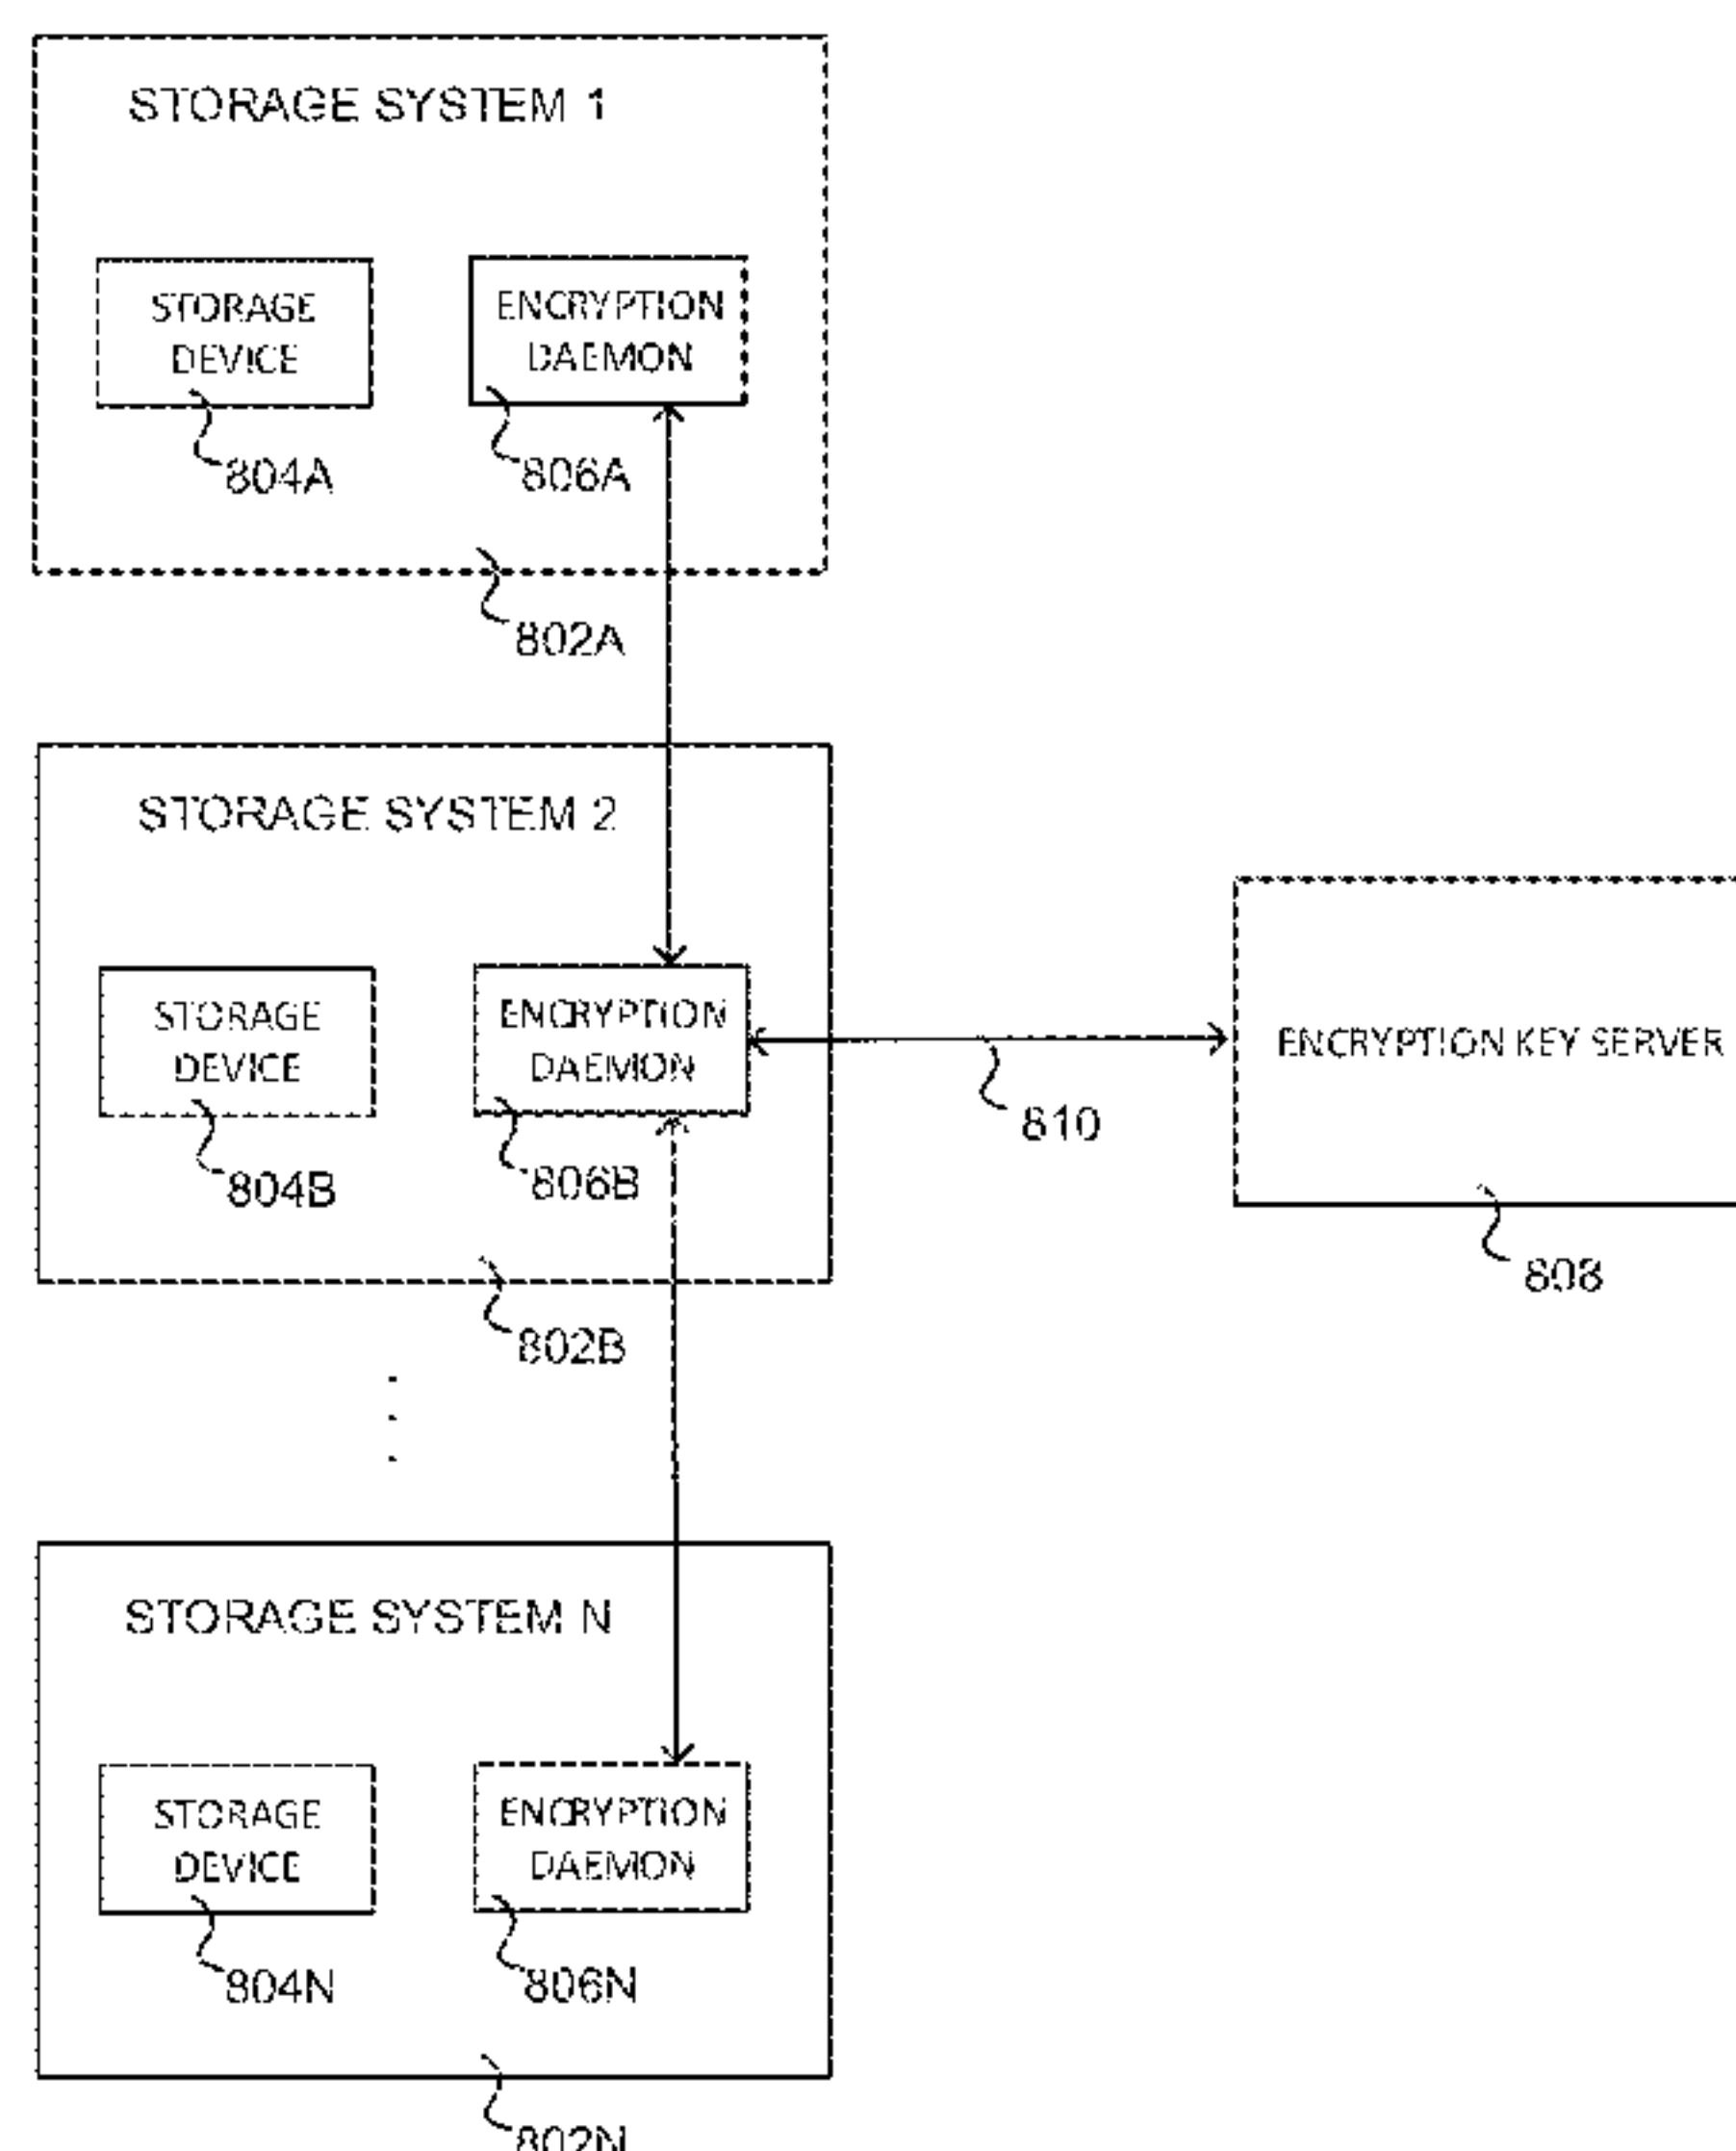 STORAGE SYSTEM 1
STORAGE
DEVICE
ENCRYPTION
DAEMON
804A
806A
802A
STORAGE SYSTEM 2
STORAGE
DEVICE
ENCRYPTION
DAEMON
804B
806B
802B
810
ENCRYPTION KEY SERVER
808
STORAGE SYSTEM N
STORAGE
DEVICE
ENCRYPTION
DAEMON
804N
806N
802N